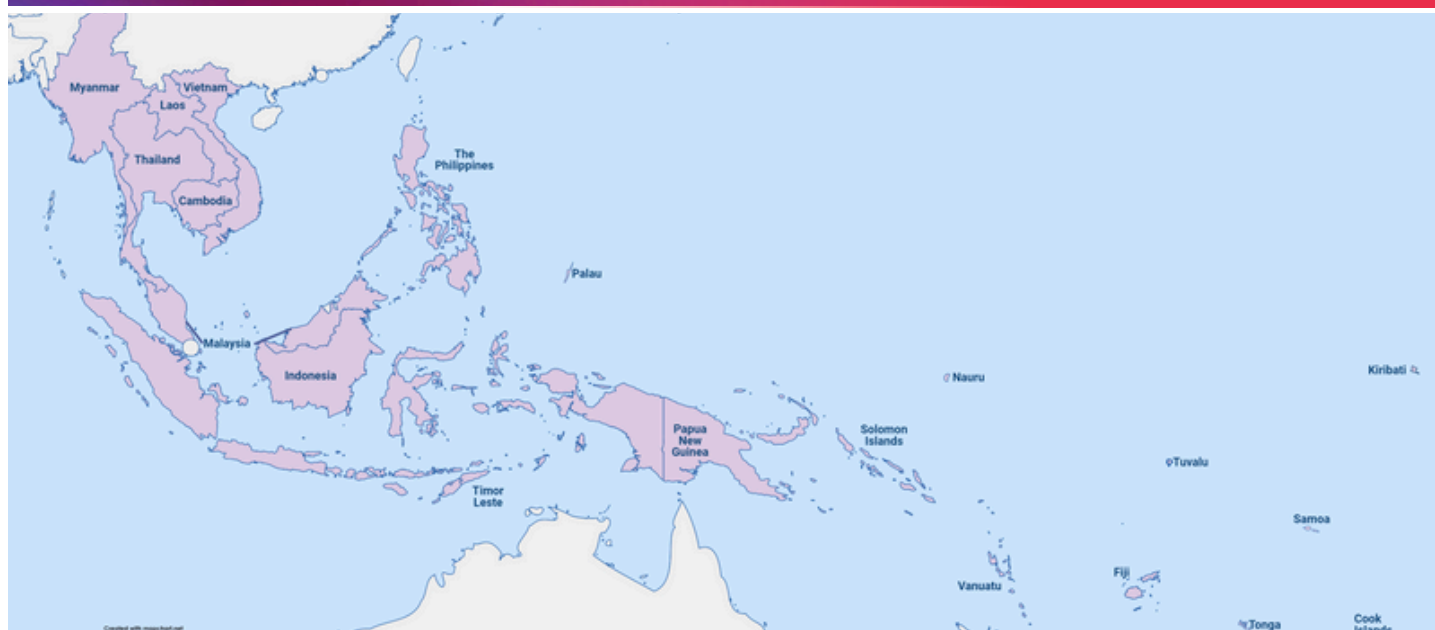 Myanmar
Vietnam
Laos
Thailand
The
Philippines
Cambodia
Palau
Malaysia
Indonesia
Nauru
Kiribati
Papua
New
Guinea
Solomon
Islands
Tuvalu
Timor
Leste
Samoa
Fiji
Vanuatu
Tonga
Cook
Islands